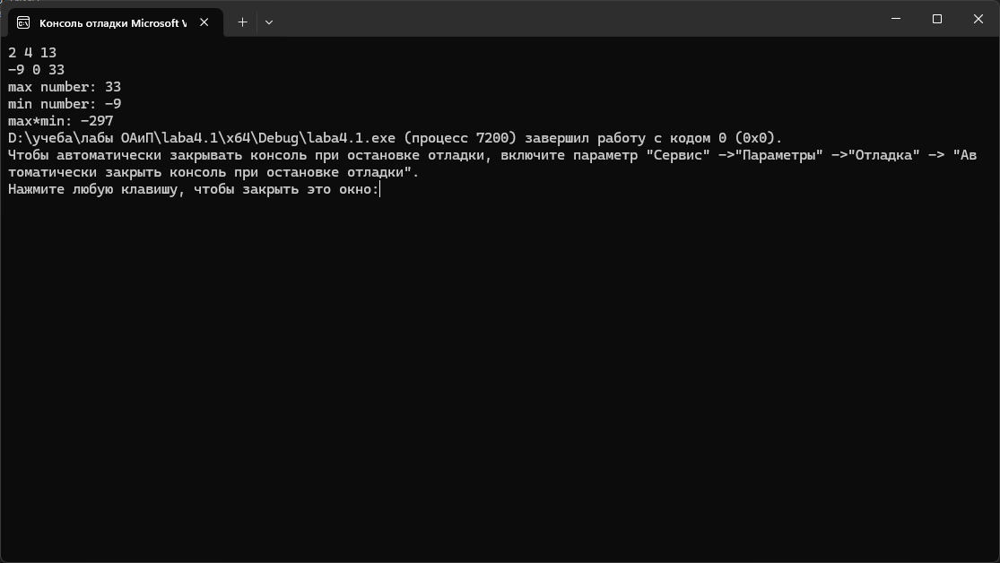 Консоль отладки Microsoft V
2 4 13
-9 0 33
max number: 33
min number: -9
max*min: -297
D:\учеба\лабы ОАиП\laba4.1\x64\Debug\laba4.1.exe (процесс 7200) завершил работу с кодом 0 (0x0).
Чтобы автоматически закрывать консоль при остановке отладки, включите параметр "Сервис" ->"Параметры" ->"Отладка" -> "Ав
томатически закрыть консоль при остановке отладки".
Нажмите любую клавишу, чтобы закрыть это окно: